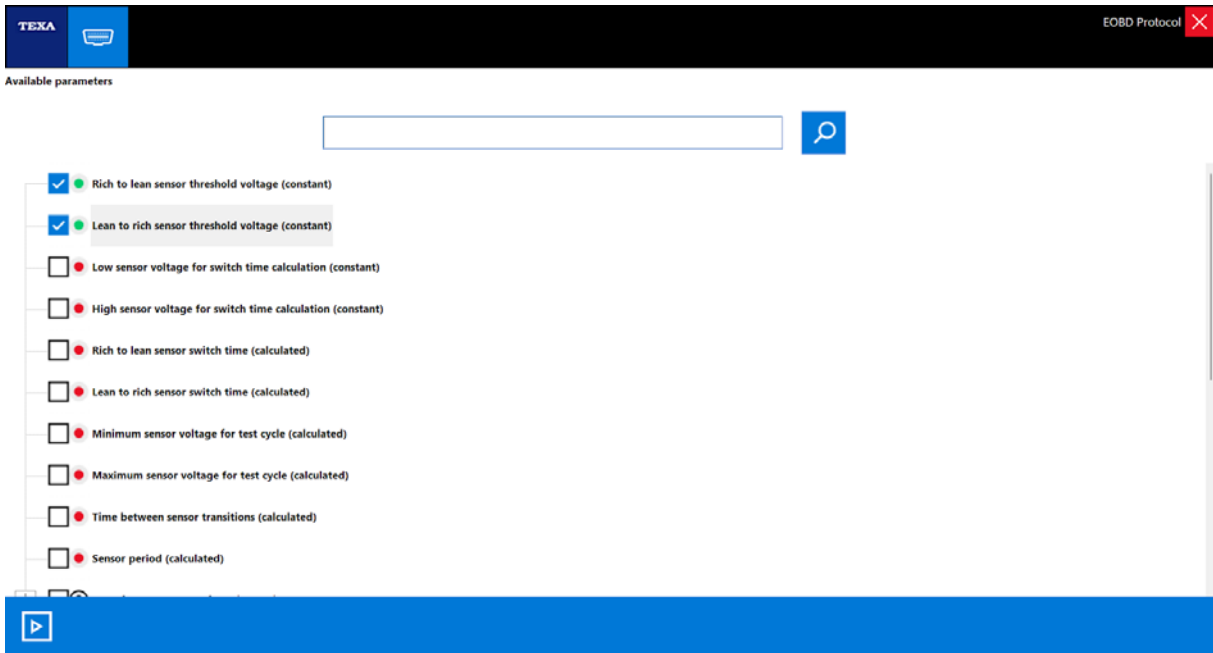 TEXA
EOBD Protocol
Available parameters
Rich to lean sensor threshold voltage (constant)
Lean to rich sensor threshold voltage (constant)
Low sensor voltage for switch time calculation (constant)
High sensor voltage for switch time calculation (constant)
Rich to lean sensor switch time (calculated)
Lean to rich sensor switch time (calculated)
Minimum sensor voltage for test cycle (calculated)
Maximum sensor voltage for test cycle (calculated)
Time between sensor transitions (calculated)
Sensor period (calculated)